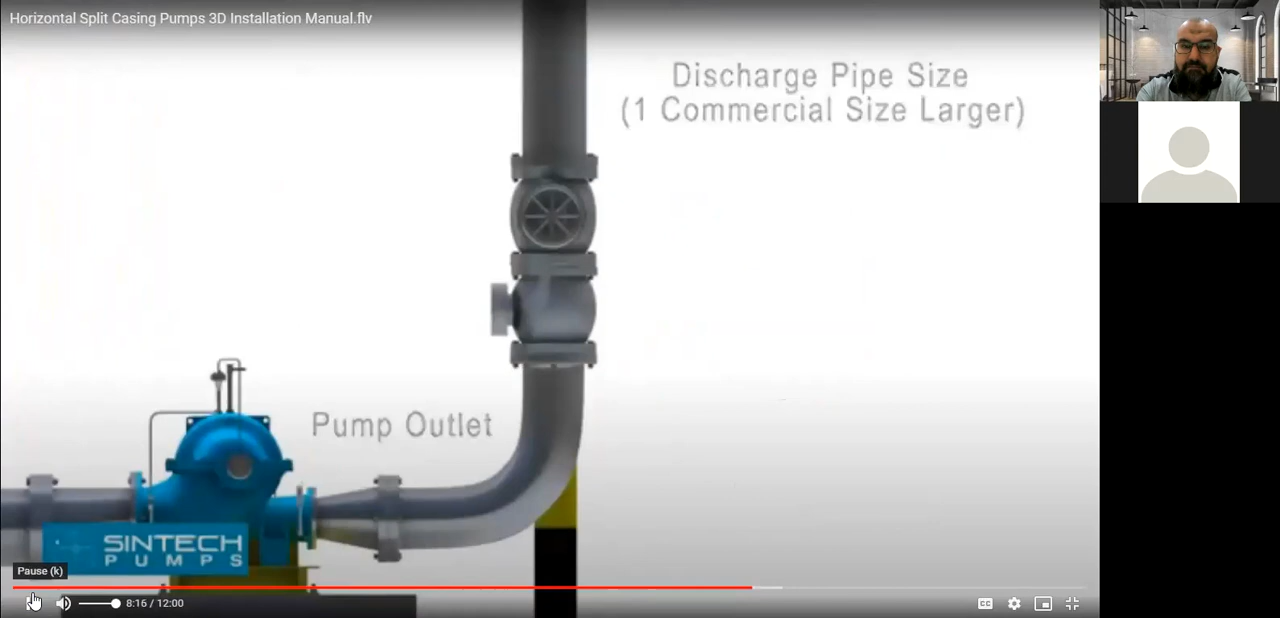 Horizontal Split Casing Pumps 3D Installation Manual.flv
Discharge Pipe Size
(1 Commercial Size Larger)
Pump Outlet
SINTECH
PUMPS
Pause (k)
8:16 / 12:00
CC